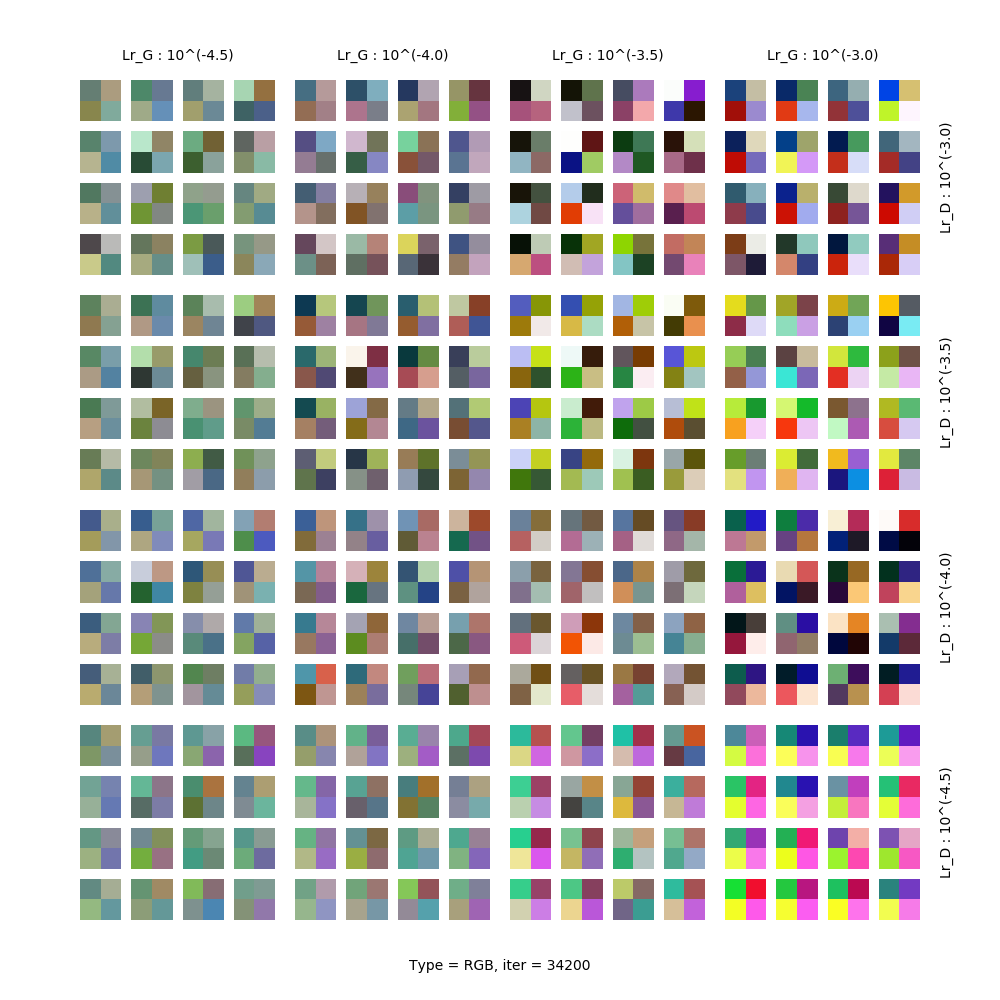 Lr_G : 10^(-4.5)
Lr_G : 10^(-4.0)
Lr_G : 10^(-3.5)
Lr_G : 10^(-3.0)
Lr_D : 10^(-3.0)
Lr_D : 10^(-3.5)
Lr_D : 10^(-4.0)
Lr_D : 10^(-4.5)
Type = RGB, iter = 34200